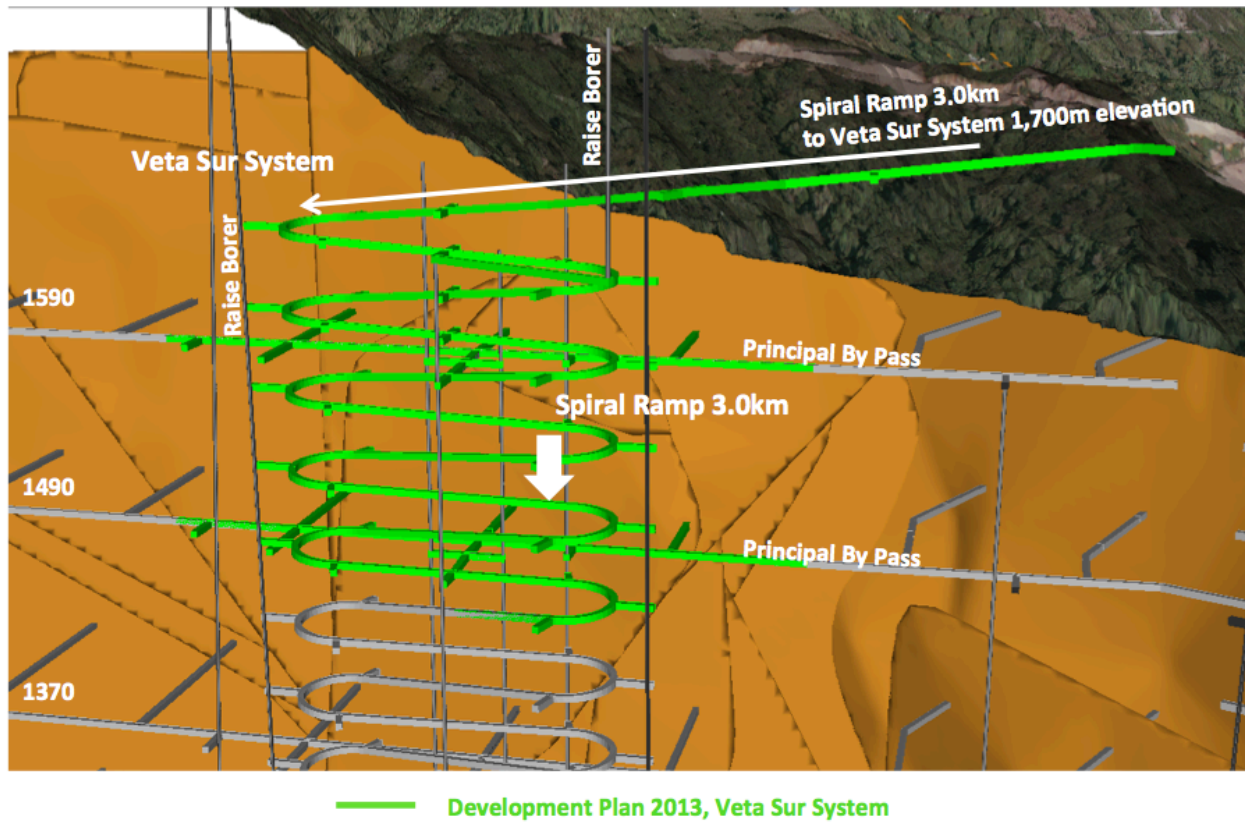 Spiral Ramp 3.0km
to Veta Sur System 1,700m elevation
Raise Borer
Veta Sur System
Raise Borer
1590
Principal By Pass
Spiral Ramp 3.0km
1490
Principal By Pass
1370
Development Plan 2013, Veta Sur System